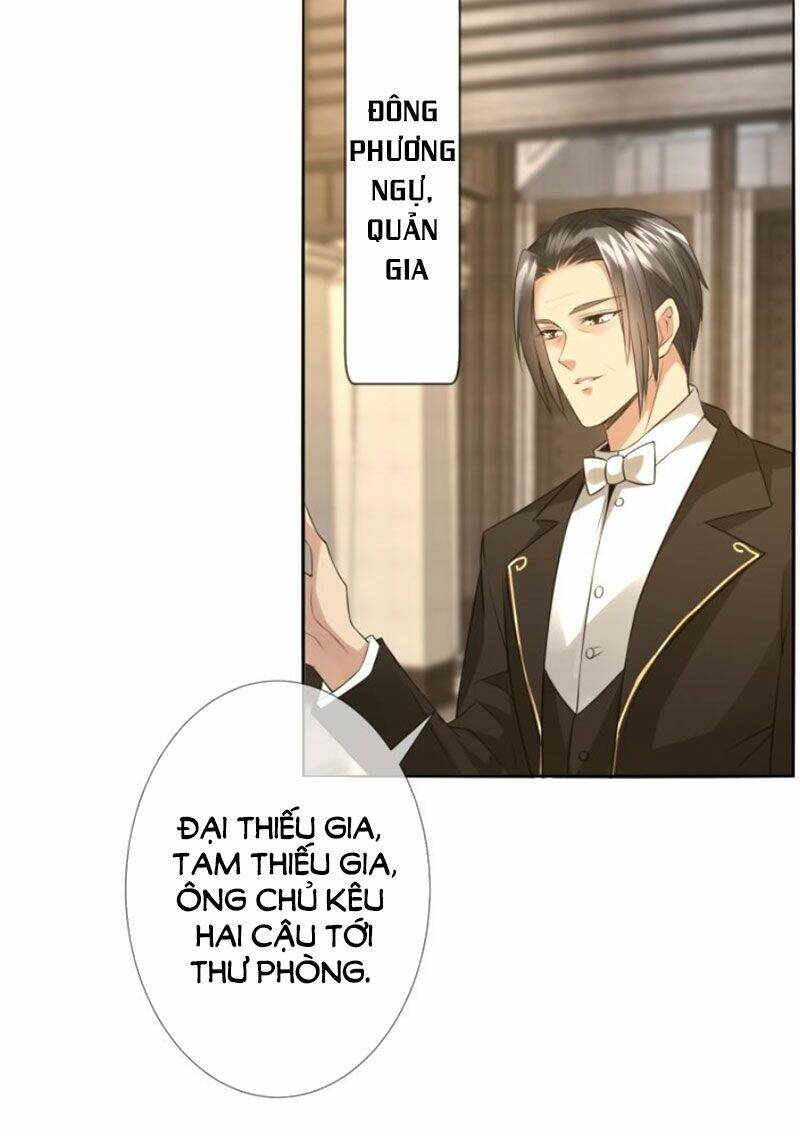 ĐÔNG
PHƯƠNG
NGỰ,
QUẢN
GIA
ĐẠI THIẾU GIA,
TAM THIẾU GIA,
ÔNG CHỦ KÊU
HAI CẬU TỚI
THƯ PHÒNG.